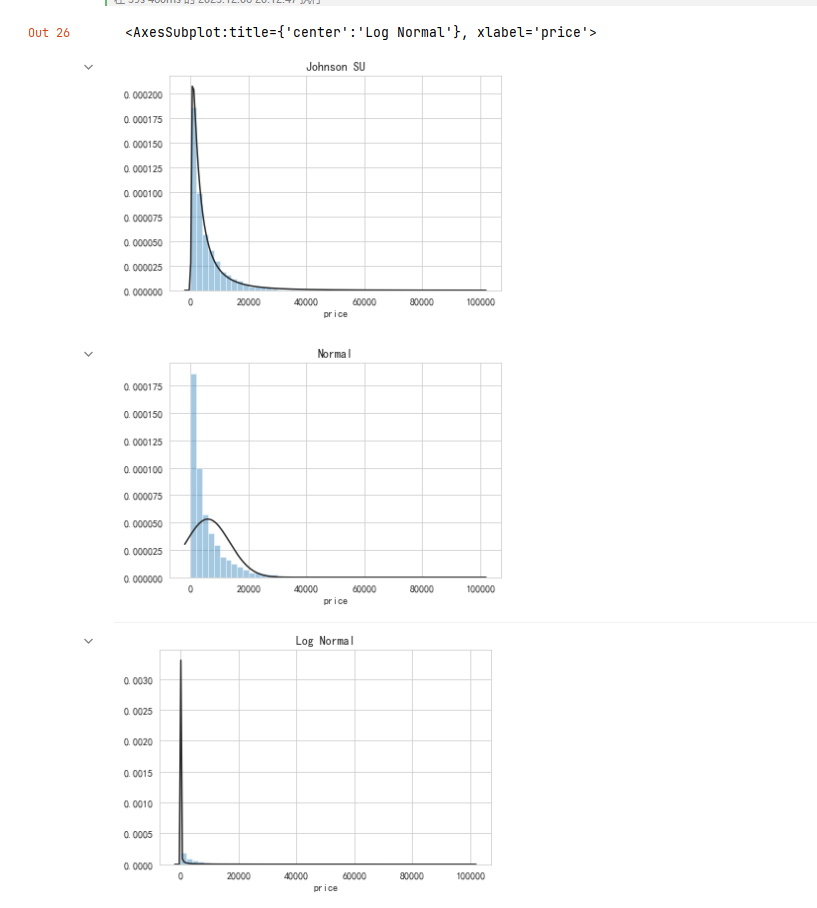 Out 26
<AxesSubplot:title={'center':'Log Normal'}, xlabel='price'>
Johnson SU
0.000200
0.000175
0.000150
0.000125
0.000100
0.000075
0.000050
0.000025
0.000000
0 20000 40000 60000 80000 100000
price
Normal
0.000175
0.000150
0.000125
0.000100
0.000075
0.000050
0.000025
0.000000
0 20000 40000 60000 80000 100000
price
Log Normal
0.0030
0.0025
0.0020
0.0015
0.0010
0.0005
0.0000
0 20000 40000 60000 80000 100000
price